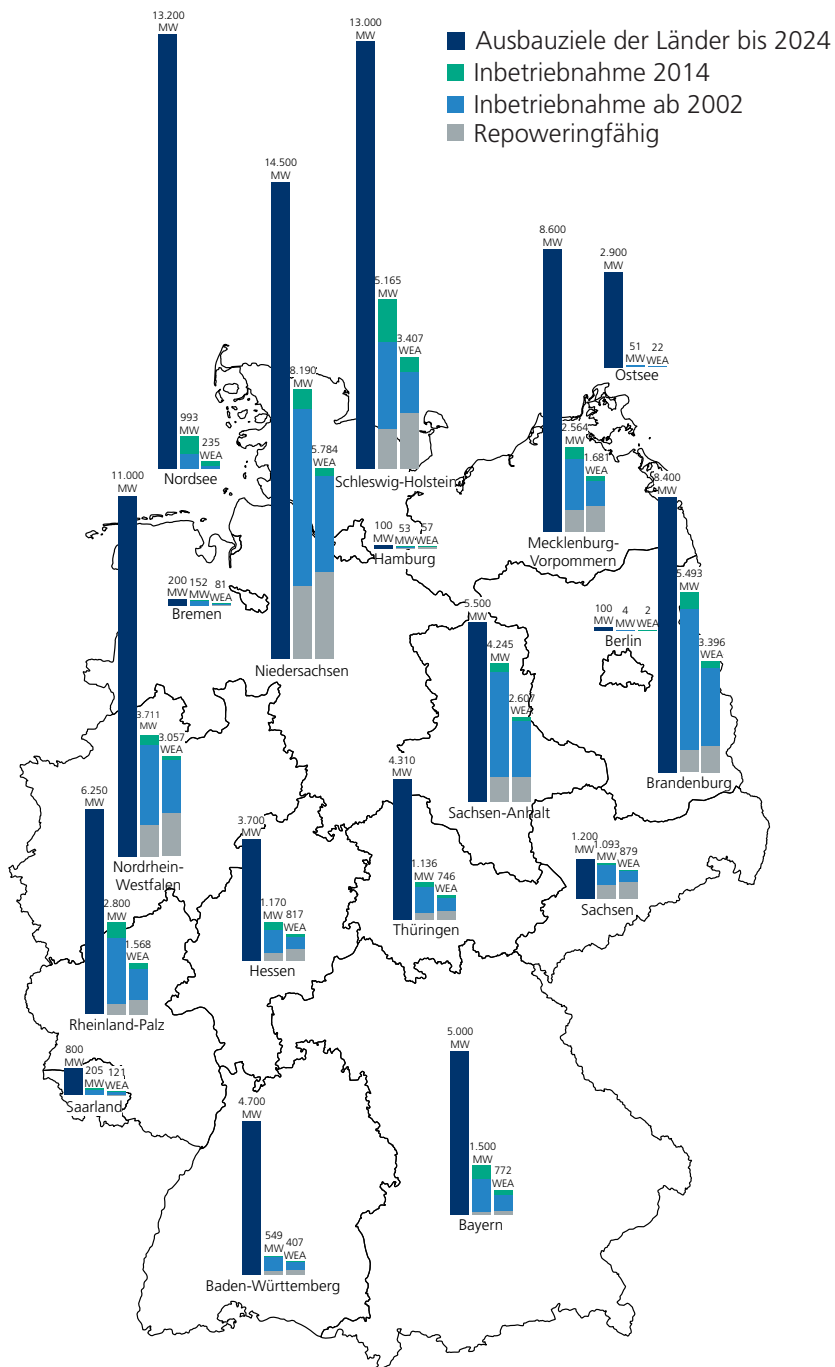 Ausbauziele der Länder bis 2024
Inbetriebnahme 2014
Inbetriebnahme ab 2002
Repoweringfähig
13.200
MW
993
MW
235
WEA
Nordsee
13.000
MW
5.165
MW
3.407
WEA
Schleswig-Holstein
14.500
MW
8.190
MW
5.784
WEA
Niedersachsen
8.600
MW
2.564
MW
1.681
WEA
Mecklenburg-
Vorpommern
2.900
MW
51
MW
22
WEA
Ostsee
11.000
MW
3.711
MW
3.057
WEA
Nordrhein-
Westfalen
200
MW
152
MW
81
WEA
Bremen
100
MW
53
MW
57
WEA
Hamburg
100
MW
4
MW
2
WEA
Berlin
8.400
MW
5.493
MW
3.396
WEA
Brandenburg
5.500
MW
4.245
MW
2.607
WEA
Sachsen-Anhalt
6.250
MW
2.800
MW
1.568
WEA
Rheinland-Palz
3.700
MW
1.170
MW
817
WEA
Hessen
4.310
MW
1.136
MW
746
WEA
Thüringen
1.200
MW
1.093
MW
879
WEA
Sachsen
800
MW
205
MW
121
WEA
Saarland
4.700
MW
549
MW
407
WEA
Baden-Württemberg
5.000
MW
1.500
MW
772
WEA
Bayern